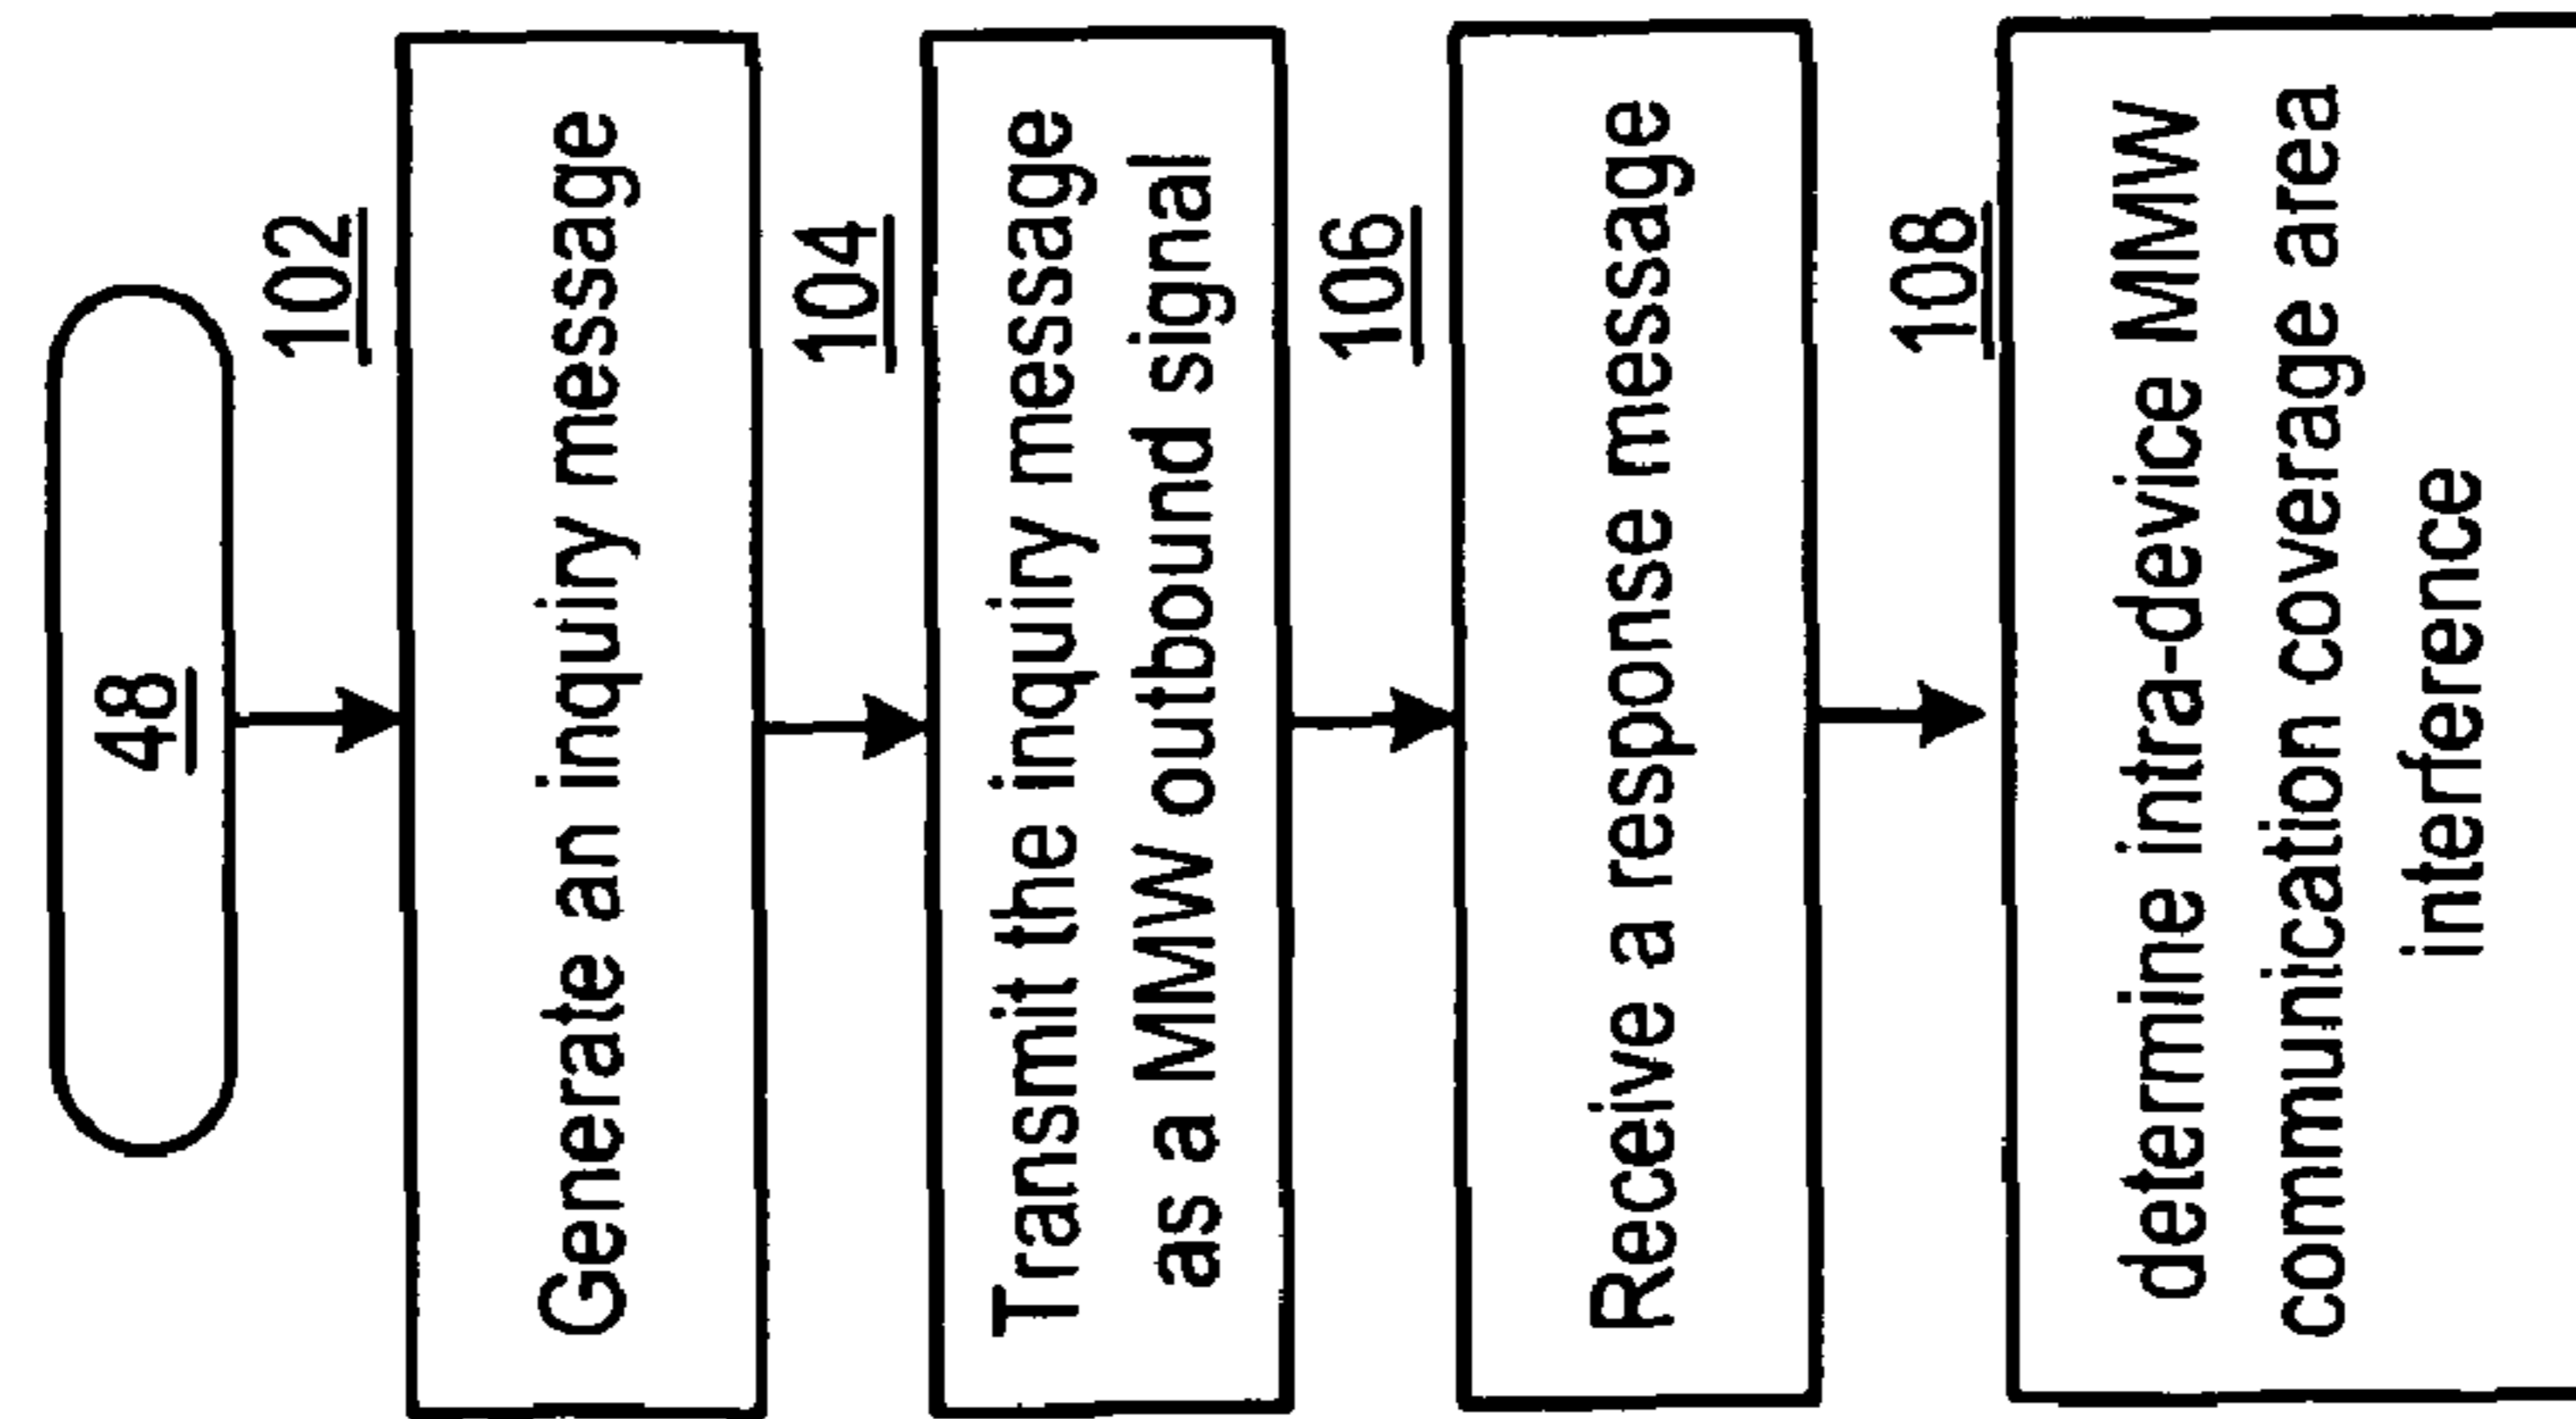 48
102
Generate an inquiry message
104
Transmit the inquiry message
as a MMW outbound signal
106
Receive a response message
108
determine intra-device MMW
communication coverage area
interference